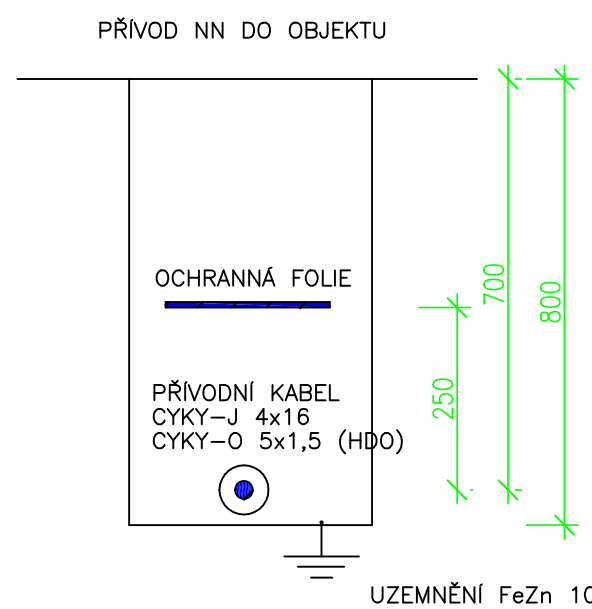 PŘÍVOD NN DO OBJEKTU
OCHRANNÁ FOLIE
700
800
PŘÍVODNÍ KABEL
CYKY-J 4x16
250
CYKY-O 5x1,5 (HDO)
UZEMNĚNÍ FeZn 10